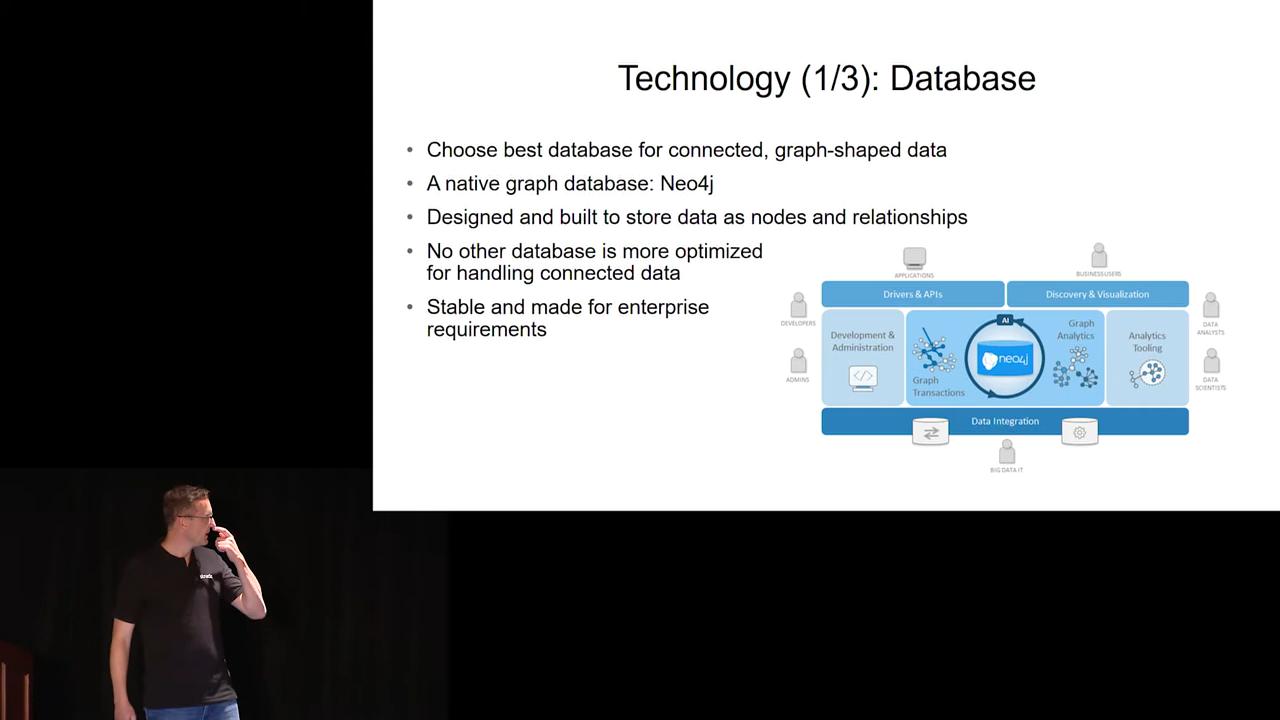 Technology (1/3): Database
• Choose best database for connected, graph-shaped data
• A native graph database: Neo4j
• Designed and built to store data as nodes and relationships
• No other database is more optimized
for handling connected data
• Stable and made for enterprise
requirements
APPLICATIONS
BUSINESS USERS
Drivers & APIs
Discovery & Visualization
DEVELOPERS
ADMINS
Development &
Administration
Graph
Transactions
AI
neo4j
Graph
Analytics
Analytics
Tooling
DATA
ANALYSTS
DATA
SCIENTISTS
Data Integration
BIG DATA IT